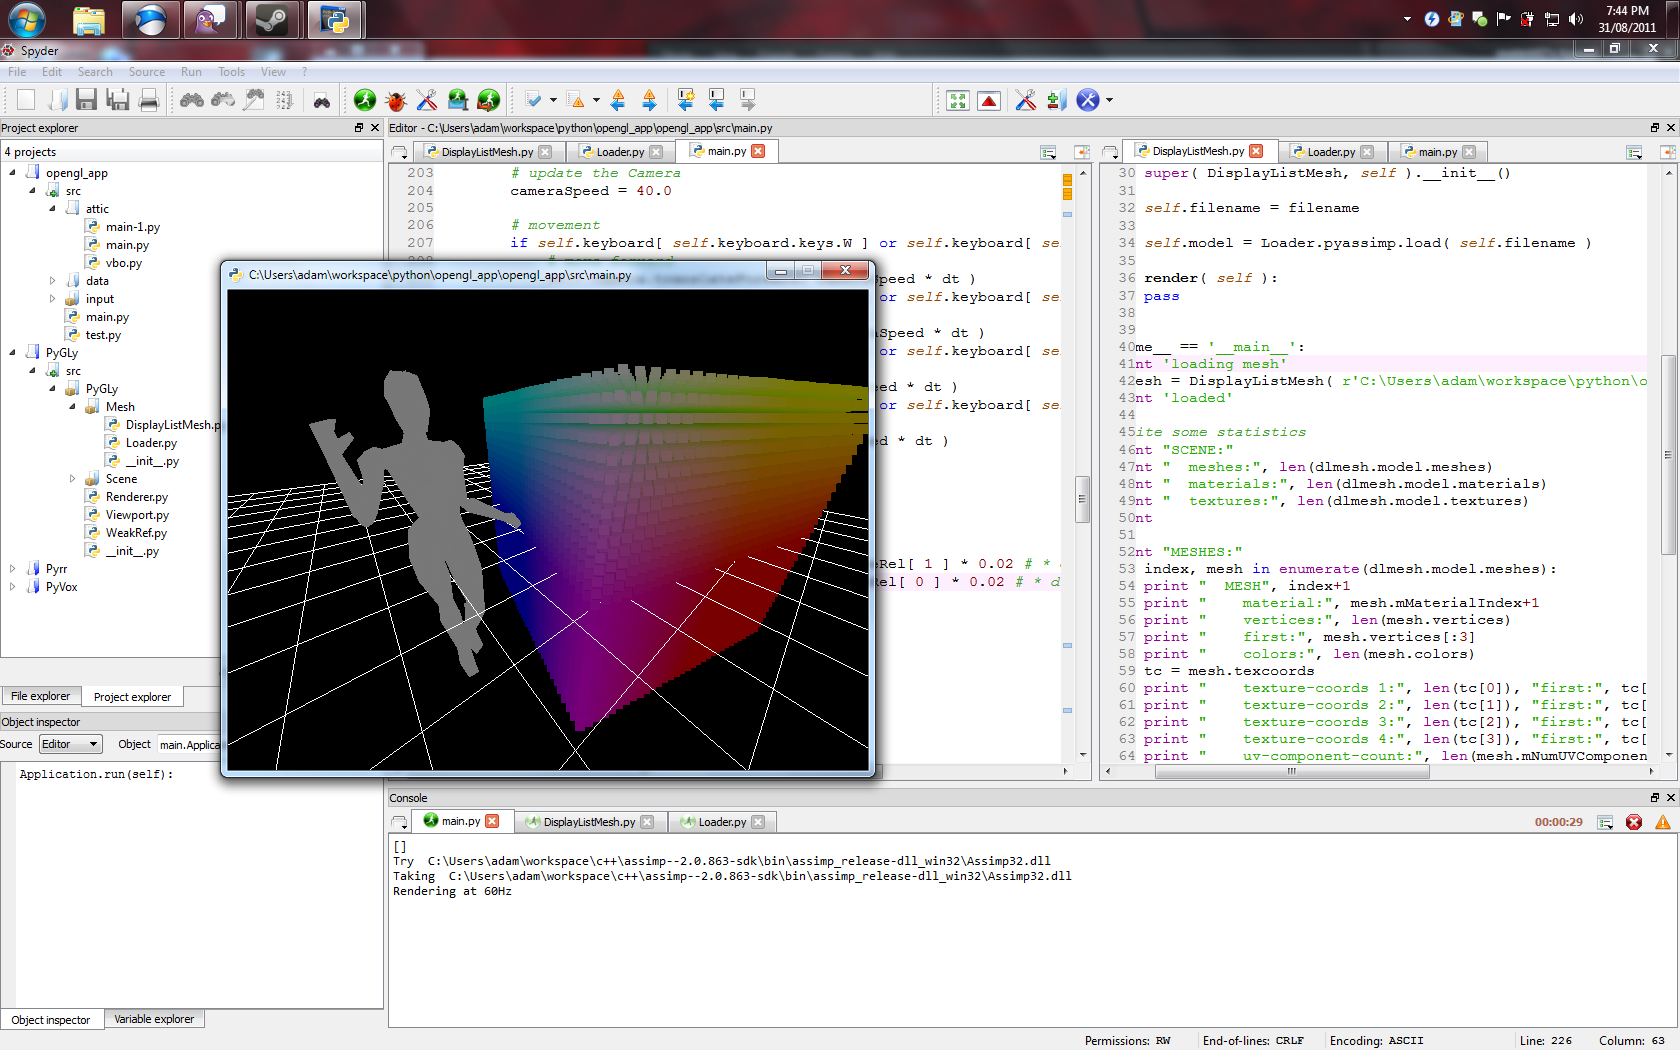 7:44 PM
31/08/2011
Spyder
File Edit Search Source Run Tools View ?
Project explorer
4 projects
opengl_app
src
attic
main-1.py
main.py
vbo.py
data
input
main.py
test.py
PyGLy
src
PyGLy
Mesh
DisplayListMesh.p
Loader.py
__init__.py
Scene
Renderer.py
Viewport.py
WeakRef.py
__init__.py
Pyrr
PyVox
File explorer Project explorer
Object inspector
Source Editor Object main.Applica
Application.run(self):
Object inspector Variable explorer
Editor - C:\Users\adam\workspace\python\opengl_app\opengl_app\src\main.py
DisplayListMesh.py Loader.py main.py
203 # update the Camera
204 cameraSpeed = 40.0
205
206 # movement
207 if self.keyboard[ self.keyboard.keys.W ] or self.keyboard[ se
C:\Users\adam\workspace\python\opengl_app\opengl_app\src\main.py
peed * dt )
or self.keyboard[ se
aSpeed * dt )
or self.keyboard[ se
ed * dt )
or self.keyboard[ se
d * dt )
eRel[ 1 ] * 0.02 # *
Rel[ 0 ] * 0.02 # * d
DisplayListMesh.py Loader.py main.py
30 super( DisplayListMesh, self ).__init__()
31
32 self.filename = filename
33
34 self.model = Loader.pyassimp.load( self.filename )
35
36 render( self ):
37 pass
38
39
40me__ == '__main__':
41nt 'loading mesh'
42esh = DisplayListMesh( r'C:\Users\adam\workspace\python\o
43nt 'loaded'
44
45ite some statistics
46nt "SCENE:"
47nt "  meshes:", len(dlmesh.model.meshes)
48nt "  materials:", len(dlmesh.model.materials)
49nt "  textures:", len(dlmesh.model.textures)
50nt
51
52nt "MESHES:"
53 index, mesh in enumerate(dlmesh.model.meshes):
54 print "  MESH", index+1
55 print "    material:", mesh.mMaterialIndex+1
56 print "    vertices:", len(mesh.vertices)
57 print "    first:", mesh.vertices[:3]
58 print "    colors:", len(mesh.colors)
59 tc = mesh.texcoords
60 print "    texture-coords 1:", len(tc[0]), "first:", tc[
61 print "    texture-coords 2:", len(tc[1]), "first:", tc[
62 print "    texture-coords 3:", len(tc[2]), "first:", tc[
63 print "    texture-coords 4:", len(tc[3]), "first:", tc[
64 print "    uv-component-count:", len(mesh.mNumUVComponen
Console
main.py DisplayListMesh.py Loader.py 00:00:29
[]
Try  C:\Users\adam\workspace\c++\assimp--2.0.863-sdk\bin\assimp_release-dll_win32\Assimp32.dll
Taking  C:\Users\adam\workspace\c++\assimp--2.0.863-sdk\bin\assimp_release-dll_win32\Assimp32.dll
Rendering at 60Hz
Permissions: RW End-of-lines: CRLF Encoding: ASCII Line: 226 Column: 63